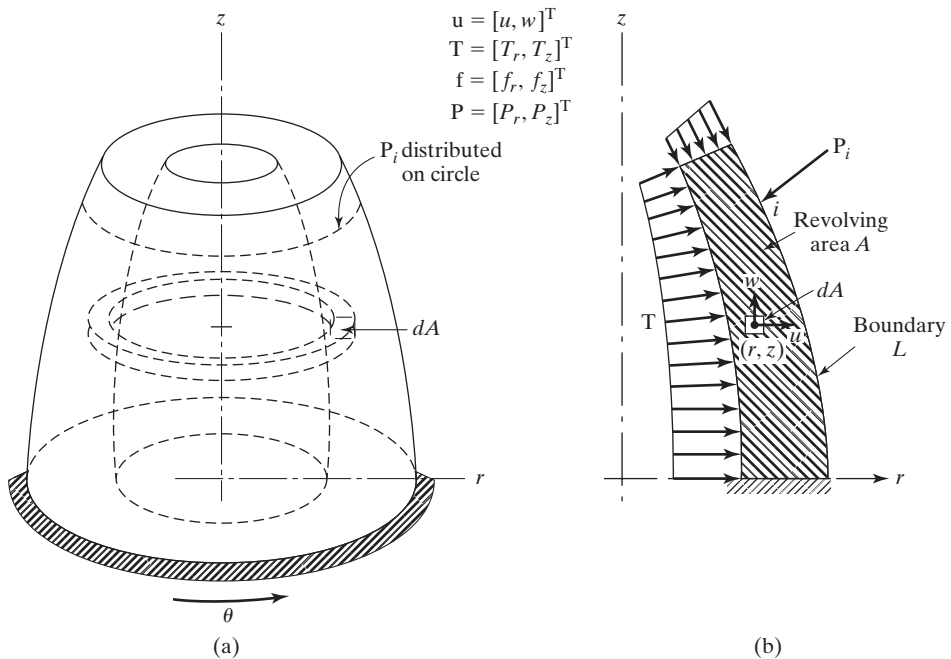 z
u = [u, w]ᵀ
T = [Tᵣ, T_z]ᵀ
f = [fᵣ, f_z]ᵀ
P = [Pᵣ, P_z]ᵀ
Pᵢ distributed
on circle
dA
r
θ
(a)
z
Pᵢ
i
Revolving
area A
w
dA
T
u
(r, z)
Boundary
L
r
(b)